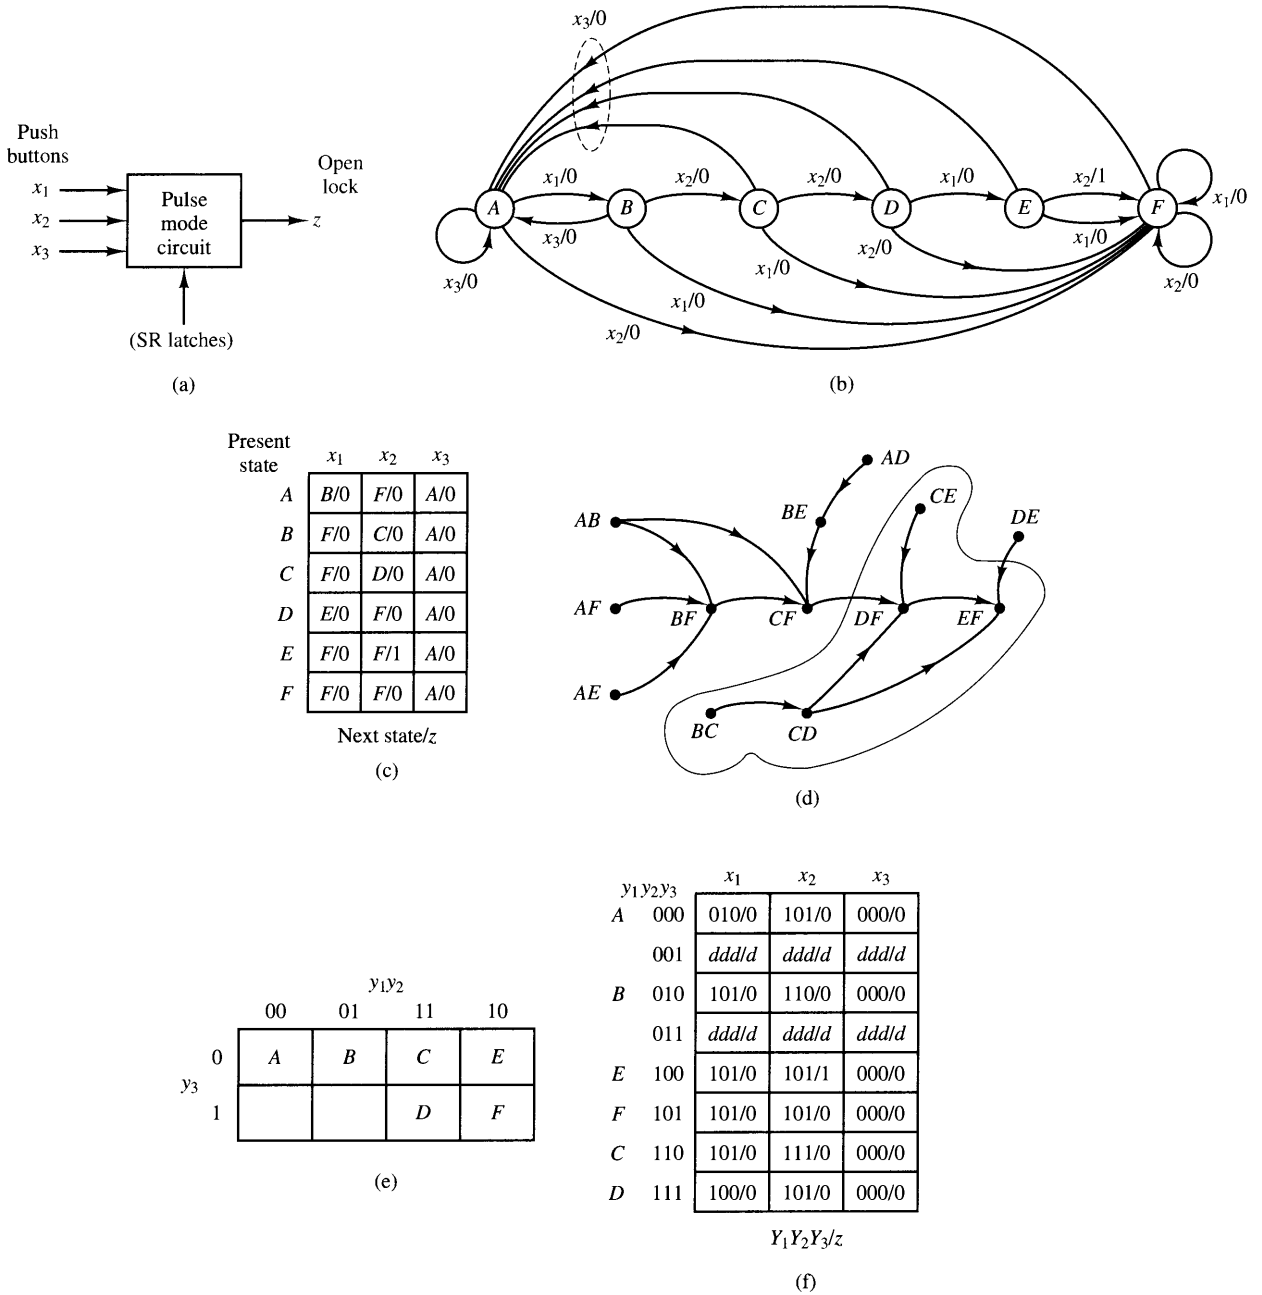 Push
buttons
x1
x2
x3
Pulse
mode
circuit
Open
lock
z
(SR latches)
(a)
x3/0
x1/0
x2/0
x2/0
x1/0
x2/1
A
B
C
D
E
F
x1/0
x3/0
x3/0
x1/0
x1/0
x2/0
x1/0
x2/0
x2/0
(b)
Present
state
x1 x2 x3
A B/0 F/0 A/0
B F/0 C/0 A/0
C F/0 D/0 A/0
D E/0 F/0 A/0
E F/0 F/1 A/0
F F/0 F/0 A/0
Next state/z
(c)
AD
CE
BE
AB
DE
AF
BF
CF
DF
EF
AE
BC
CD
(d)
y1y2
00 01 11 10
0 A B C E
y3
1 D F
(e)
x1 x2 x3
y1y2y3
A 000 010/0 101/0 000/0
001 ddd/d ddd/d ddd/d
B 010 101/0 110/0 000/0
011 ddd/d ddd/d ddd/d
E 100 101/0 101/1 000/0
F 101 101/0 101/0 000/0
C 110 101/0 111/0 000/0
D 111 100/0 101/0 000/0
Y1Y2Y3/z
(f)